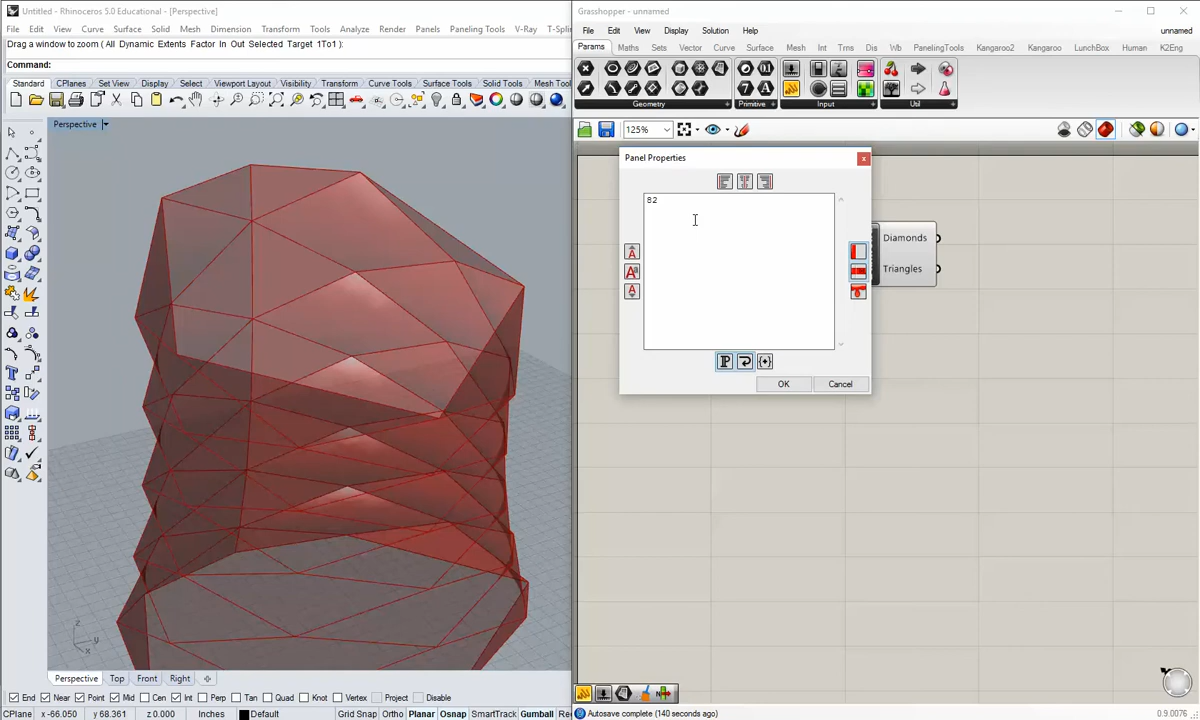 Untitled - Rhinoceros 5.0 Educational - [Perspective]
File Edit View Curve Surface Solid Mesh Dimension Transform Tools Analyze Render Panels Paneling Tools V-Ray T-Splin
Drag a window to zoom ( All Dynamic Extents Factor In Out Selected Target 1To1 ):
Command:
Standard CPlanes Set View Display Select Viewport Layout Visibility Transform Curve Tools Surface Tools Solid Tools Mesh Tool
Perspective
z
y
x
Perspective Top Front Right
End Near Point Mid Cen Int Perp Tan Quad Knot Vertex Project Disable
CPlane x -66.050 y 68.361 z 0.000 Inches Default Grid Snap Ortho Planar Osnap SmartTrack Gumball Re
Grasshopper - unnamed
File Edit View Display Solution Help unnamed
Params Maths Sets Vector Curve Surface Mesh Int Trns Dis Wb PanelingTools Kangaroo2 Kangaroo LunchBox Human K2Eng
Geometry Primitive Input Util
125%
Panel Properties
82
OK Cancel
Diamonds
Triangles
Autosave complete (140 seconds ago)
0.9.0076